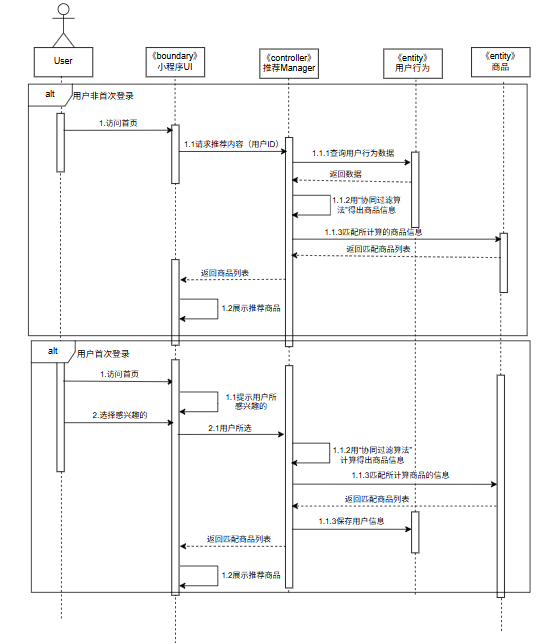 User
《boundary》
小程序UI
《controller》
推荐Manager
《entity》
用户行为
《entity》
商品
alt
用户非首次登录
1.访问首页
1.1请求推荐内容（用户ID）
1.1.1查询用户行为数据
返回数据
1.1.2用“协同过滤算
法”得出商品信息
1.1.3匹配所计算的商品信息
返回匹配商品列表
返回商品列表
1.2展示推荐商品
alt
用户首次登录
1.访问首页
1.1提示用户所
感兴趣的
2.选择感兴趣的
2.1用户所选
1.1.2用“协同过滤算法”
计算得出商品信息
1.1.3匹配所计算商品的信息
返回匹配商品列表
1.1.3保存用户信息
返回匹配商品列表
1.2展示推荐商品